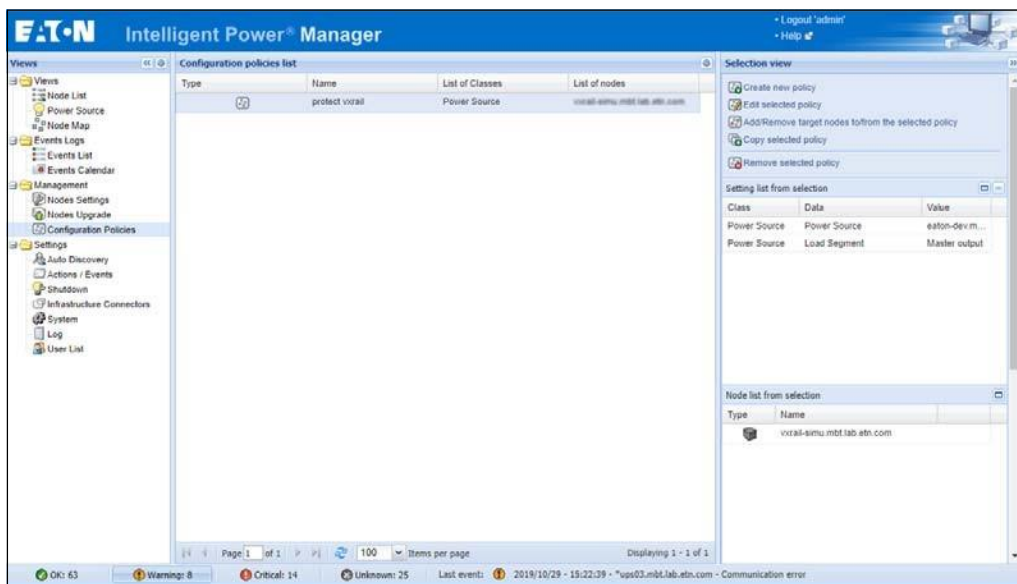 EATON Intelligent Power® Manager
• Logout 'admin'
• Help
Views
Views
Node List
Power Source
Node Map
Events Logs
Events List
Events Calendar
Management
Nodes Settings
Nodes Upgrade
Configuration Policies
Settings
Auto Discovery
Actions / Events
Shutdown
Infrastructure Connectors
System
Log
User List
Configuration policies list
Type Name List of Classes List of nodes
protect vxrail Power Source
Page 1 of 1 100 Items per page Displaying 1 - 1 of 1
Selection view
Create new policy
Edit selected policy
Add/Remove target nodes to/from the selected policy
Copy selected policy
Remove selected policy
Setting list from selection
Class Data Value
Power Source Power Source eaton-dev.m...
Power Source Load Segment Master output
Node list from selection
Type Name
vxrail-simu.mbt.lab.etn.com
OK: 63 Warning: 8 Critical: 14 Unknown: 25 Last event: 2019/10/29 - 15:22:39 - "ups03.mbt.lab.etn.com - Communication error